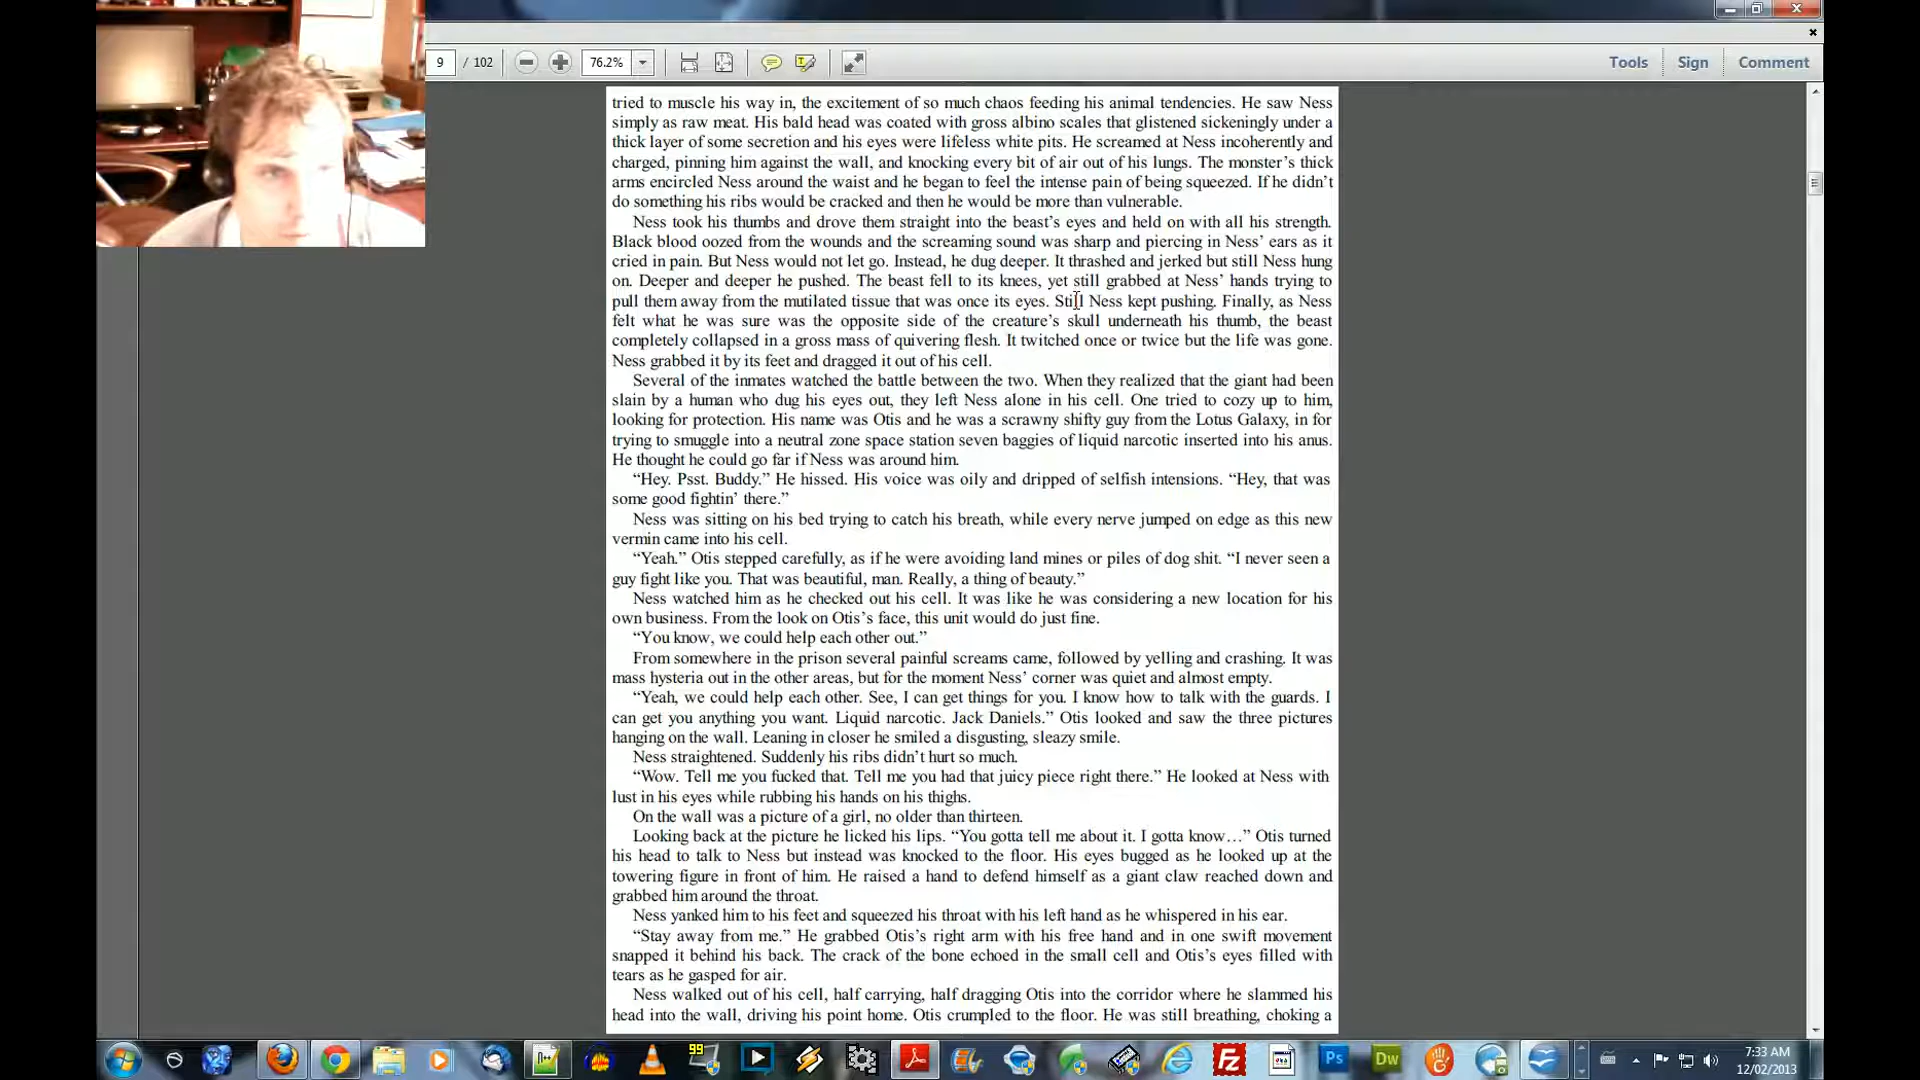 9 / 102
76.2%
Tools
Sign
Comment
tried to muscle his way in, the excitement of so much chaos feeding his animal tendencies. He saw Ness
simply as raw meat. His bald head was coated with gross albino scales that glistened sickeningly under a
thick layer of some secretion and his eyes were lifeless white pits. He screamed at Ness incoherently and
charged, pinning him against the wall, and knocking every bit of air out of his lungs. The monster’s thick
arms encircled Ness around the waist and he began to feel the intense pain of being squeezed. If he didn’t
do something his ribs would be cracked and then he would be more than vulnerable.
Ness took his thumbs and drove them straight into the beast’s eyes and held on with all his strength.
Black blood oozed from the wounds and the screaming sound was sharp and piercing in Ness’ ears as it
cried in pain. But Ness would not let go. Instead, he dug deeper. It thrashed and jerked but still Ness hung
on. Deeper and deeper he pushed. The beast fell to its knees, yet still grabbed at Ness’ hands trying to
pull them away from the mutilated tissue that was once its eyes. Still Ness kept pushing. Finally, as Ness
felt what he was sure was the opposite side of the creature’s skull underneath his thumb, the beast
completely collapsed in a gross mass of quivering flesh. It twitched once or twice but the life was gone.
Ness grabbed it by its feet and dragged it out of his cell.
Several of the inmates watched the battle between the two. When they realized that the giant had been
slain by a human who dug his eyes out, they left Ness alone in his cell. One tried to cozy up to him,
looking for protection. His name was Otis and he was a scrawny shifty guy from the Lotus Galaxy, in for
trying to smuggle into a neutral zone space station seven baggies of liquid narcotic inserted into his anus.
He thought he could go far if Ness was around him.
“Hey. Psst. Buddy.” He hissed. His voice was oily and dripped of selfish intensions. “Hey, that was
some good fightin’ there.”
Ness was sitting on his bed trying to catch his breath, while every nerve jumped on edge as this new
vermin came into his cell.
“Yeah.” Otis stepped carefully, as if he were avoiding land mines or piles of dog shit. “I never seen a
guy fight like you. That was beautiful, man. Really, a thing of beauty.”
Ness watched him as he checked out his cell. It was like he was considering a new location for his
own business. From the look on Otis’s face, this unit would do just fine.
“You know, we could help each other out.”
From somewhere in the prison several painful screams came, followed by yelling and crashing. It was
mass hysteria out in the other areas, but for the moment Ness’ corner was quiet and almost empty.
“Yeah, we could help each other. See, I can get things for you. I know how to talk with the guards. I
can get you anything you want. Liquid narcotic. Jack Daniels.” Otis looked and saw the three pictures
hanging on the wall. Leaning in closer he smiled a disgusting, sleazy smile.
Ness straightened. Suddenly his ribs didn’t hurt so much.
“Wow. Tell me you fucked that. Tell me you had that juicy piece right there.” He looked at Ness with
lust in his eyes while rubbing his hands on his thighs.
On the wall was a picture of a girl, no older than thirteen.
Looking back at the picture he licked his lips. “You gotta tell me about it. I gotta know…” Otis turned
his head to talk to Ness but instead was knocked to the floor. His eyes bugged as he looked up at the
towering figure in front of him. He raised a hand to defend himself as a giant claw reached down and
grabbed him around the throat.
Ness yanked him to his feet and squeezed his throat with his left hand as he whispered in his ear.
“Stay away from me.” He grabbed Otis’s right arm with his free hand and in one swift movement
snapped it behind his back. The crack of the bone echoed in the small cell and Otis’s eyes filled with
tears as he gasped for air.
Ness walked out of his cell, half carrying, half dragging Otis into the corridor where he slammed his
head into the wall, driving his point home. Otis crumpled to the floor. He was still breathing, choking a
99
Ps
Dw
7:33 AM
12/02/2013